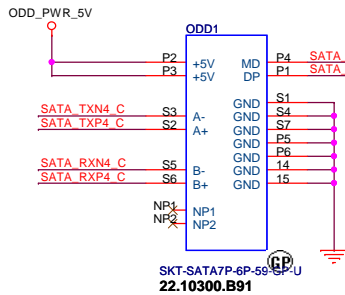 ODD_PWR_5V
ODD1
P2 +5V MD P4 SATA_
P3 +5V DP P1 SATA_
GND S1
SATA_TXN4_C S3 A- GND S4
SATA_TXP4_C S2 A+ GND S7
GND P5
GND P6
SATA_RXN4_C S5 B- GND 14
SATA_RXP4_C S6 B+ GND 15
NP1 NP1
NP2 NP2
GP
SKT-SATA7P-6P-59-GP-U
22.10300.B91